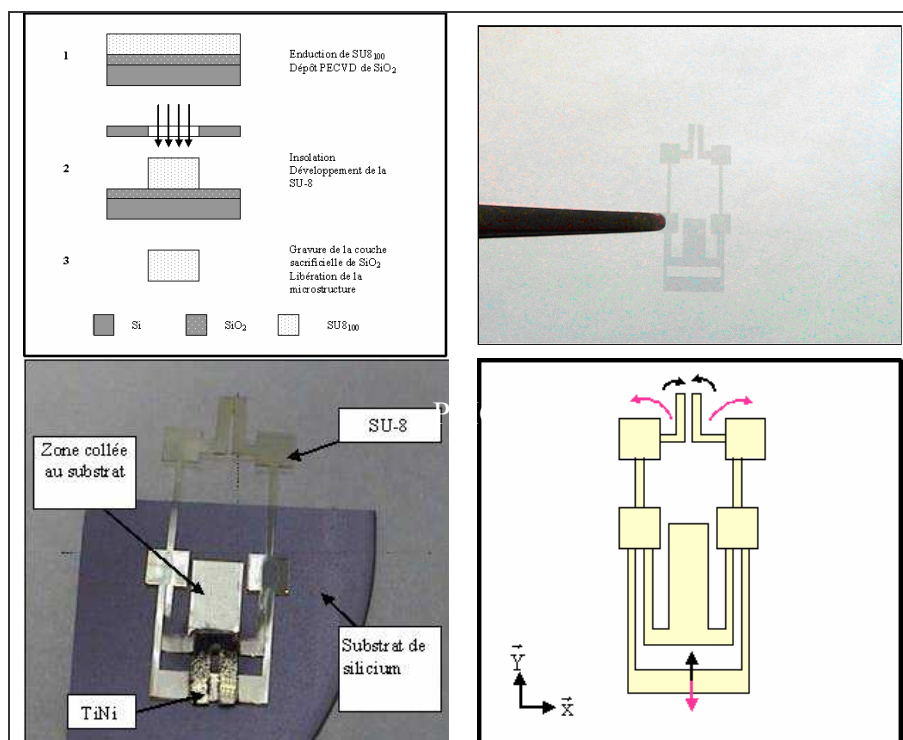 1
Enduction de SU8₁₀₀
Dépôt PECVD de SiO₂
2
Insolation
Développement de la
SU-8
3
Gravure de la couche
sacrificielle de SiO₂
Libération de la
microstructure
Si
SiO₂
SU8₁₀₀
SU-8
Zone collée
au substrat
Substrat de
silicium
TiNi
Y
X